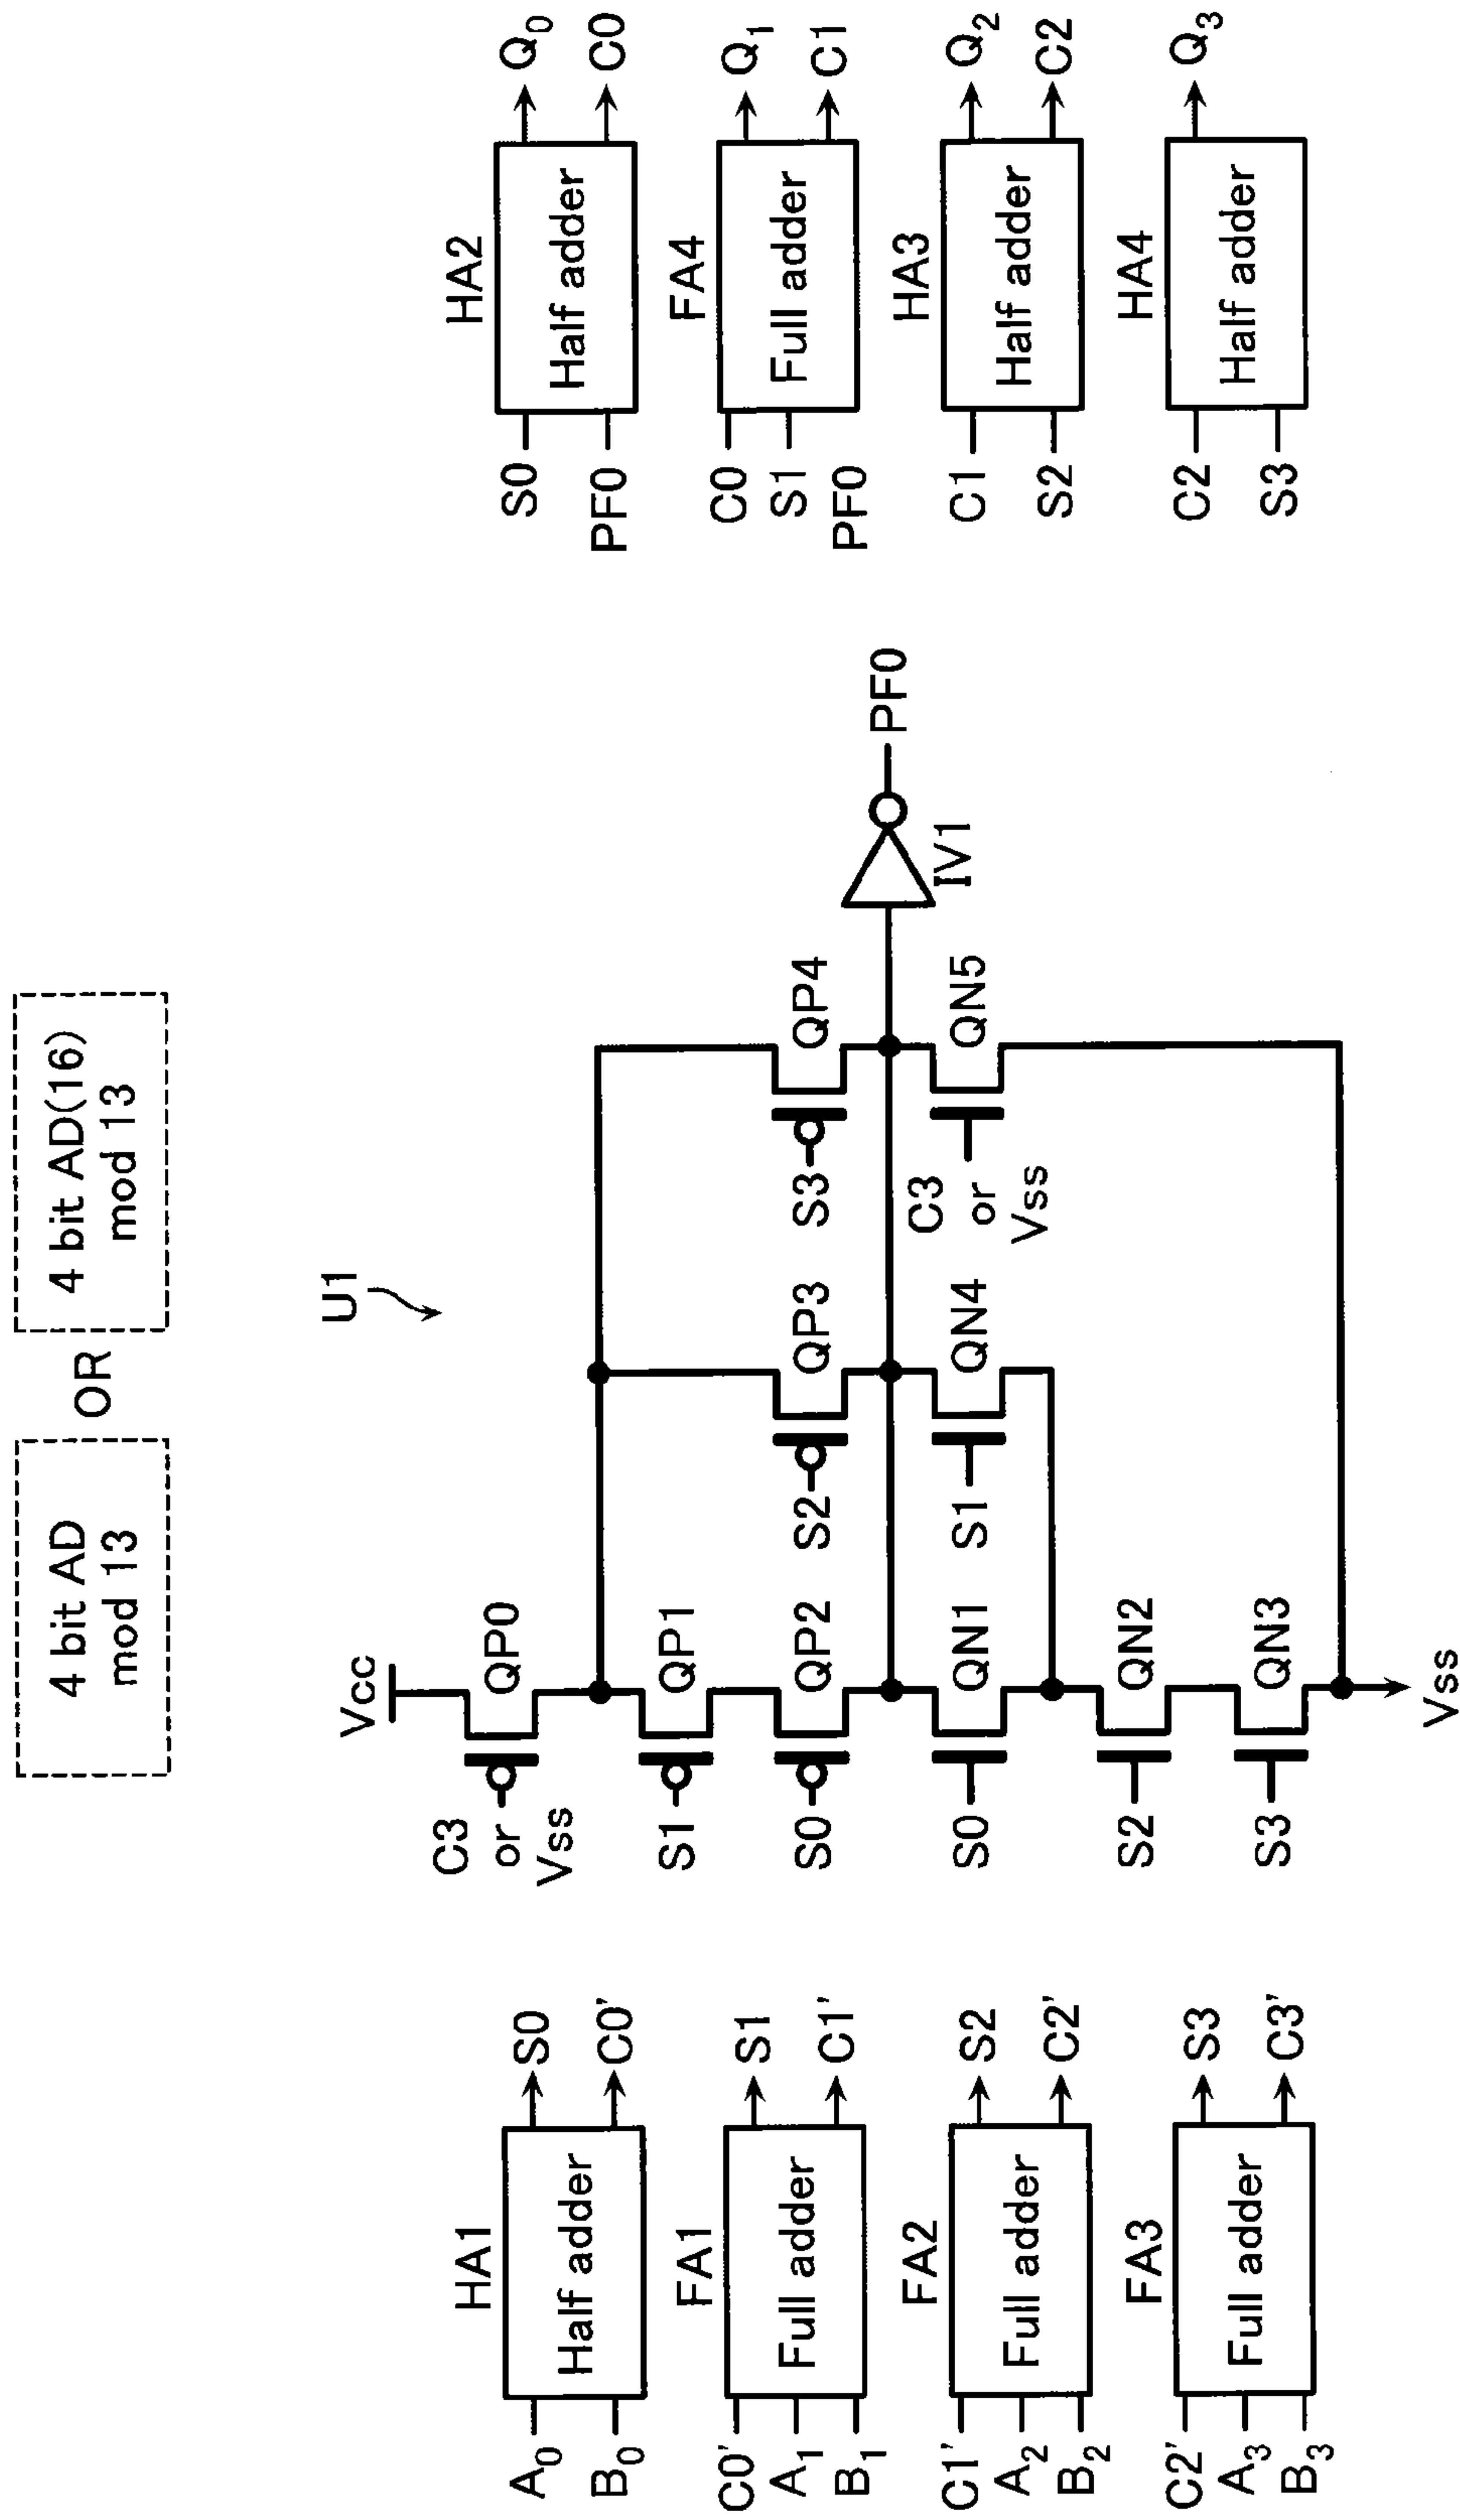 4 bit AD
mod 13
OR
4 bit AD(16)
mod 13
U1
HA1
A0
B0
Half adder
S0
C0'
FA1
C0'
A1
B1
Full adder
S1
C1'
FA2
C1'
A2
B2
Full adder
S2
C2'
FA3
C2'
A3
B3
Full adder
S3
C3'
Vcc
C3
or
Vss
QP0
S1
QP1
S0
QP2
S2
QP3
S3
QP4
S0
QN1
S1
QN4
C3
or
Vss
QN5
S2
QN2
S3
QN3
Vss
IV1
PF0
HA2
S0
PF0
Half adder
Q0
C0
FA4
C0
S1
PF0
Full adder
Q1
C1
HA3
C1
S2
Half adder
Q2
C2
HA4
C2
S3
Half adder
Q3